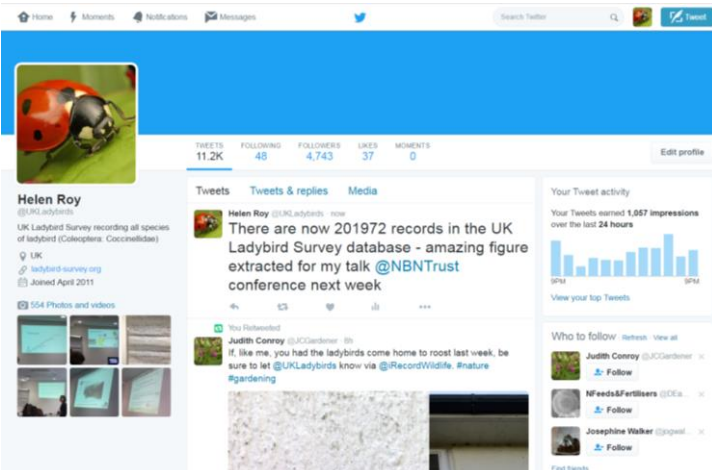 Home Moments Notifications Messages Search Twitter Tweet
TWEETS FOLLOWING FOLLOWERS LIKES MOMENTS
11.2K 48 4,743 37 0
Edit profile
Helen Roy
@UKLadybirds
UK Ladybird Survey recording all species
of ladybird (Coleoptera: Coccinellidae)
UK
ladybird-survey.org
Joined April 2011
554 Photos and videos
Tweets Tweets & replies Media
Helen Roy @UKLadybirds · now
There are now 201972 records in the UK
Ladybird Survey database - amazing figure
extracted for my talk @NBNTrust
conference next week
You Retweeted
Judith Conroy @JCGardener · 6h
If, like me, you had the ladybirds come home to roost last week, be
sure to let @UKLadybirds know via @iRecordWildlife. #nature
#gardening
Your Tweet activity
Your Tweets earned 1,057 impressions
over the last 24 hours
9PM 9PM
View your top Tweets
Who to follow · Refresh · View all
Judith Conroy @JCGardener
Follow
NFeeds&Fertilisers @DEa...
Follow
Josephine Walker
Follow
Find friends